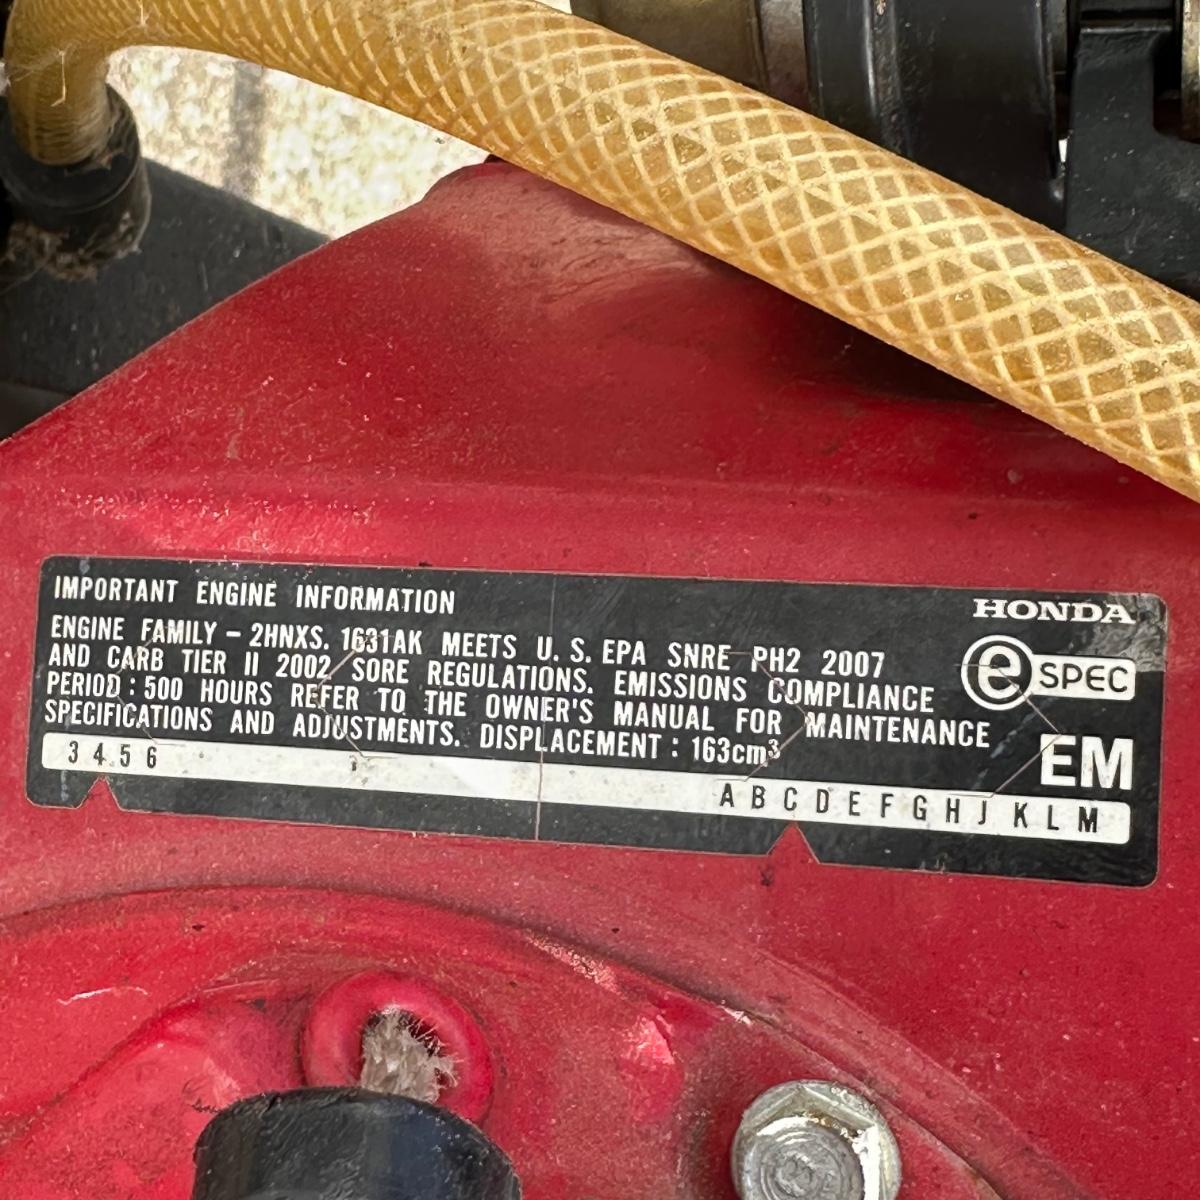 IMPORTANT ENGINE INFORMATION
HONDA
ENGINE FAMILY – 2HNXS. 1631AK MEETS U. S. EPA SNRE PH2 2007
AND CARB TIER II 2002 SORE REGULATIONS. EMISSIONS COMPLIANCE
PERIOD : 500 HOURS REFER TO THE OWNER'S MANUAL FOR MAINTENANCE
SPECIFICATIONS AND ADJUSTMENTS. DISPLACEMENT : 163cm³
e SPEC
EM
3 4 5 6
A B C D E F G H J K L M